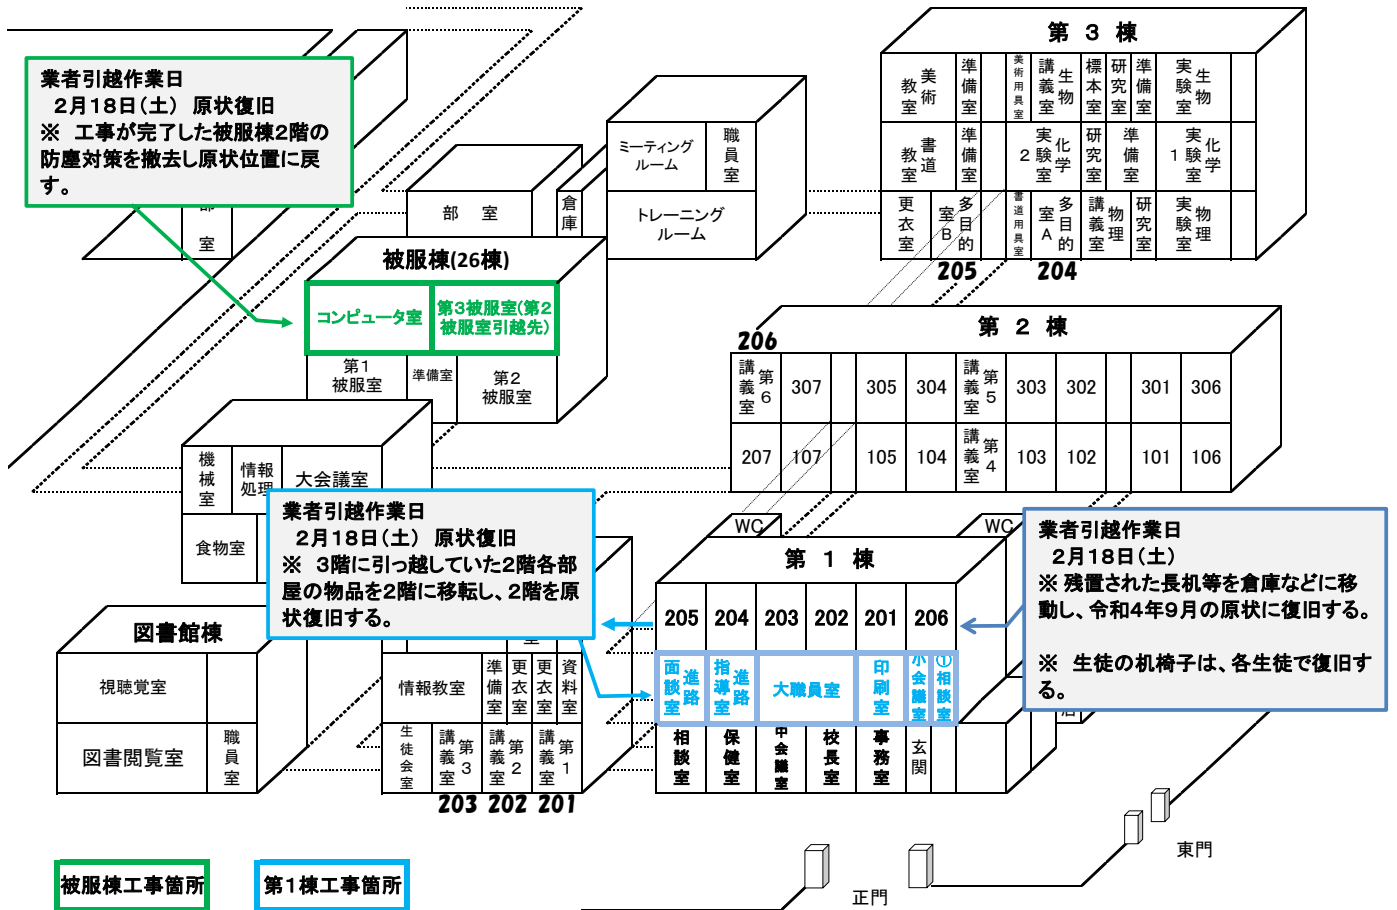 業者引越作業日
2月18日(土) 原状復旧
※ 工事が完了した被服棟2階の
防塵対策を撤去し原状位置に戻
す。
室
部 室
倉庫
ミーティング
ルーム
職員室
トレーニング
ルーム
第 3 棟
美術教室
準備室
美術用具室
生物講義室
標本室
研究室
準備室
生物実験室
書道教室
準備室
化学実験室2
研究室
準備室
化学実験室1
更衣室
多目的室B
書道用具室
多目的室A
物理講義室
研究室
物理実験室
205
204
被服棟(26棟)
コンピュータ室
第3被服室(第2
被服室引越先)
第1
被服室
準備室
第2
被服室
第 2 棟
206
第6講義室
307
305
304
第5講義室
303
302
301
306
207
107
105
104
第4講義室
103
102
101
106
機械室
情報
処理
大会議室
食物室
業者引越作業日
2月18日(土) 原状復旧
※ 3階に引っ越していた2階各部
屋の物品を2階に移転し、2階を原
状復旧する。
WC
WC
第 1 棟
205
204
203
202
201
206
進路面談室
進路指導室
大職員室
印刷室
小会議室
①相談室
相談室
保健室
中会議室
校長室
事務室
玄関
業者引越作業日
2月18日(土)
※ 残置された長机等を倉庫などに移
動し、令和4年9月の原状に復旧する。
※ 生徒の机椅子は、各生徒で復旧す
る。
図書館棟
視聴覚室
図書閲覧室
職員室
情報教室
準備室
更衣室
更衣室
資料室
生徒会室
第3講義室
第2講義室
第1講義室
203
202
201
東門
正門
被服棟工事箇所
第1棟工事箇所